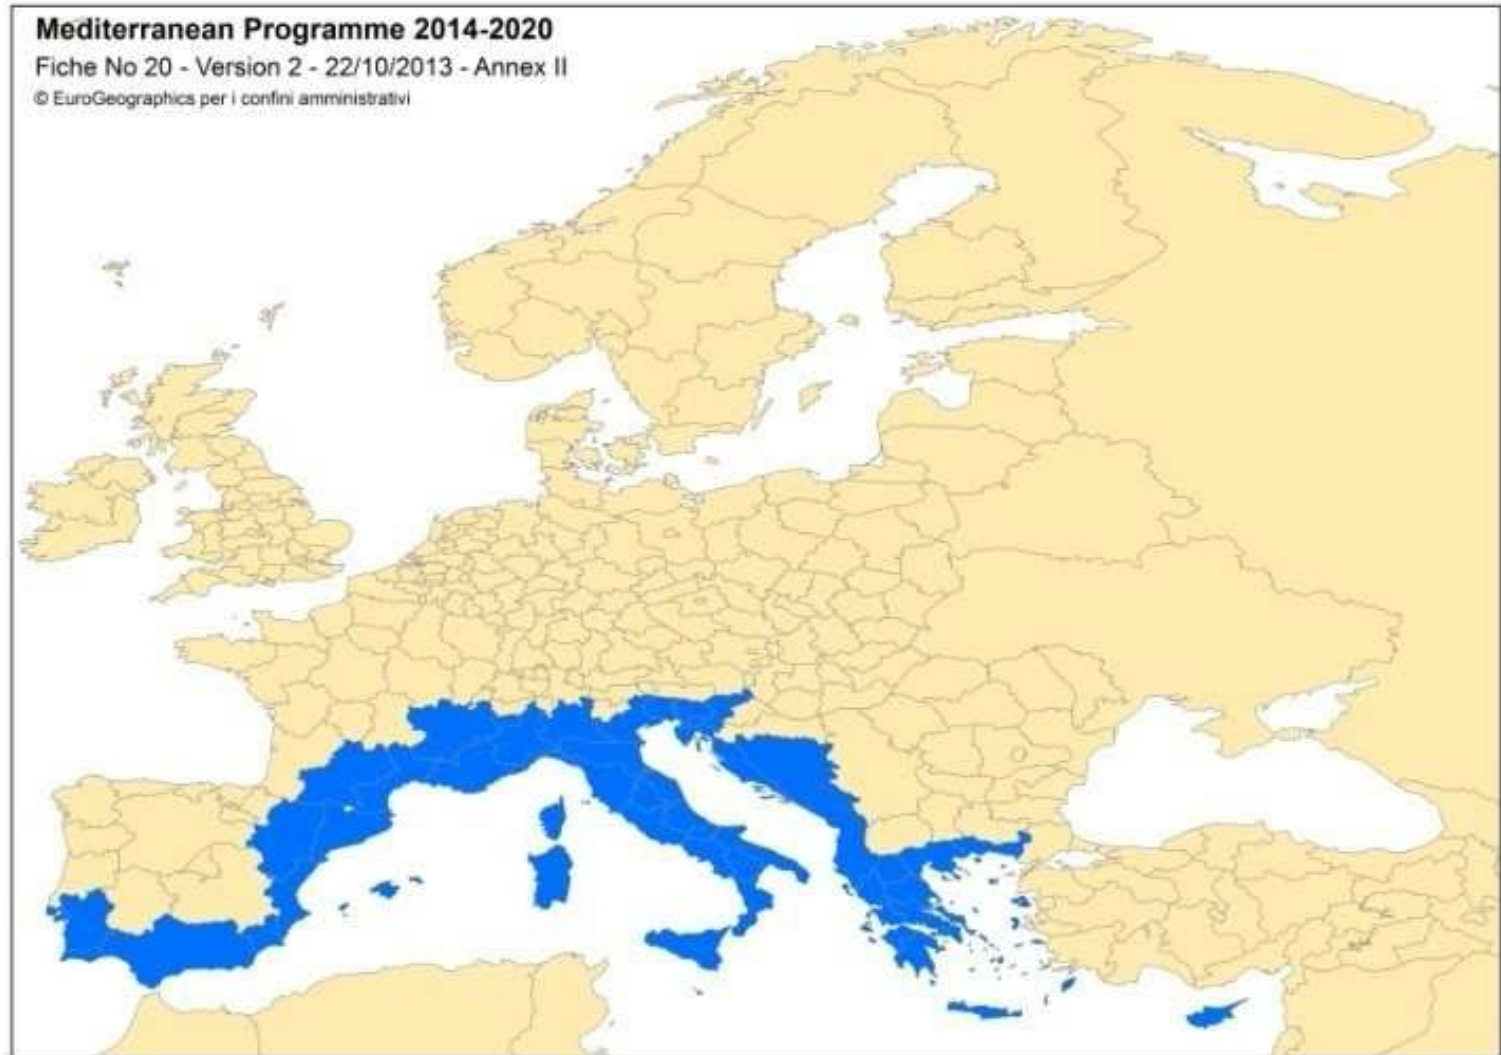 Mediterranean Programme 2014-2020
Fiche No 20 - Version 2 - 22/10/2013 - Annex II
© EuroGeographics per i confini amministrativi